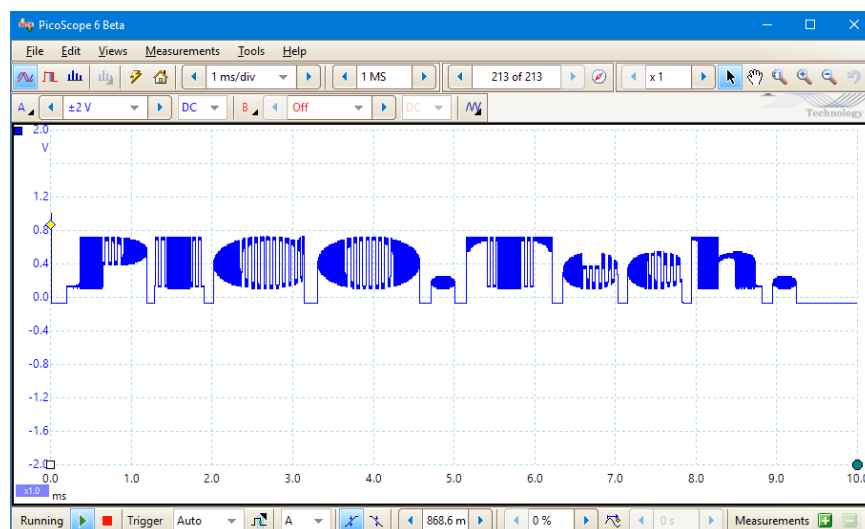 PicoScope 6 Beta
File Edit Views Measurements Tools Help
1 ms/div 1 MS 213 of 213 x 1
A ±2 V DC B Off DC
Technology
2.0
V
1.2
0.8
0.4
0.0
-0.4
-0.8
-1.2
-1.6
-2.0
PICO.Tech.
0.0 1.0 2.0 3.0 4.0 5.0 6.0 7.0 8.0 9.0 10.0
x1.0 ms
Running Trigger Auto A 868.6 m 0 % 0 s Measurements